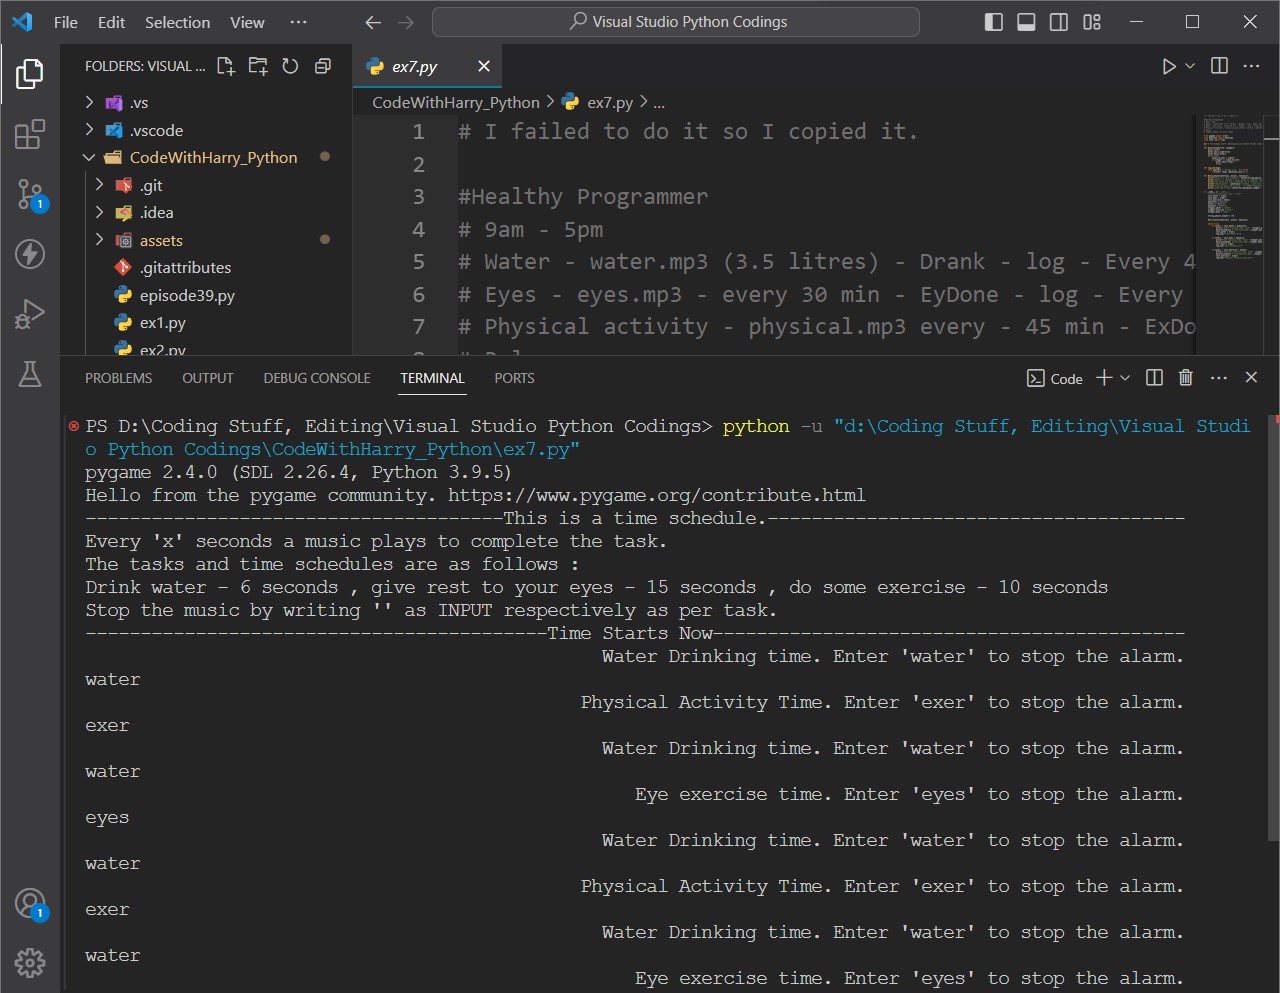 File Edit Selection View ··· Visual Studio Python Codings
FOLDERS: VISUAL ...
ex7.py
.vs
CodeWithHarry_Python > ex7.py > ...
.vscode
CodeWithHarry_Python
.git
.idea
assets
.gitattributes
episode39.py
ex1.py
ex2.py
1 # I failed to do it so I copied it.
2
3 #Healthy Programmer
4 # 9am - 5pm
5 # Water - water.mp3 (3.5 litres) - Drank - log - Every 4
6 # Eyes - eyes.mp3 - every 30 min - EyDone - log - Every
7 # Physical activity - physical.mp3 every - 45 min - ExDo
1
1
PROBLEMS OUTPUT DEBUG CONSOLE TERMINAL PORTS Code
PS D:\Coding Stuff, Editing\Visual Studio Python Codings> python -u "d:\Coding Stuff, Editing\Visual Studi
o Python Codings\CodeWithHarry_Python\ex7.py"
pygame 2.4.0 (SDL 2.26.4, Python 3.9.5)
Hello from the pygame community. https://www.pygame.org/contribute.html
--------------------------------------This is a time schedule.--------------------------------------
Every 'x' seconds a music plays to complete the task.
The tasks and time schedules are as follows :
Drink water - 6 seconds , give rest to your eyes - 15 seconds , do some exercise - 10 seconds
Stop the music by writing '' as INPUT respectively as per task.
------------------------------------------Time Starts Now-------------------------------------------
Water Drinking time. Enter 'water' to stop the alarm.
water
Physical Activity Time. Enter 'exer' to stop the alarm.
exer
Water Drinking time. Enter 'water' to stop the alarm.
water
Eye exercise time. Enter 'eyes' to stop the alarm.
eyes
Water Drinking time. Enter 'water' to stop the alarm.
water
Physical Activity Time. Enter 'exer' to stop the alarm.
exer
Water Drinking time. Enter 'water' to stop the alarm.
water
Eye exercise time. Enter 'eyes' to stop the alarm.